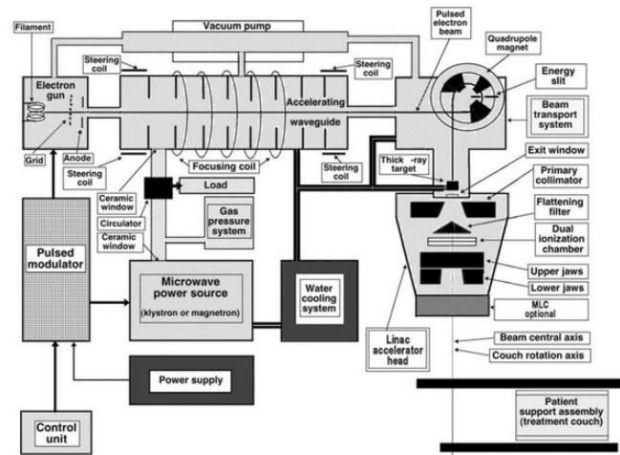 Vacuum pump
Filament
Electron
gun
Grid
Anode
Steering
coil
Steering
coil
Accelerating
waveguide
Steering
coil
Focusing coil
Steering
coil
Pulsed
electron
beam
Quadrupole
magnet
Energy
slit
Beam
transport
system
Exit window
Thick -ray
target
Primary
collimator
Flattening
filter
Dual
ionization
chamber
Upper jaws
Lower jaws
MLC
optional
Linac
accelerator
head
Beam central axis
Couch rotation axis
Patient
support assembly
(treatment couch)
Ceramic
window
Circulator
Ceramic
window
Load
Gas
pressure
system
Pulsed
modulator
Microwave
power source
(klystron or magnetron)
Water
cooling
system
Power supply
Control
unit